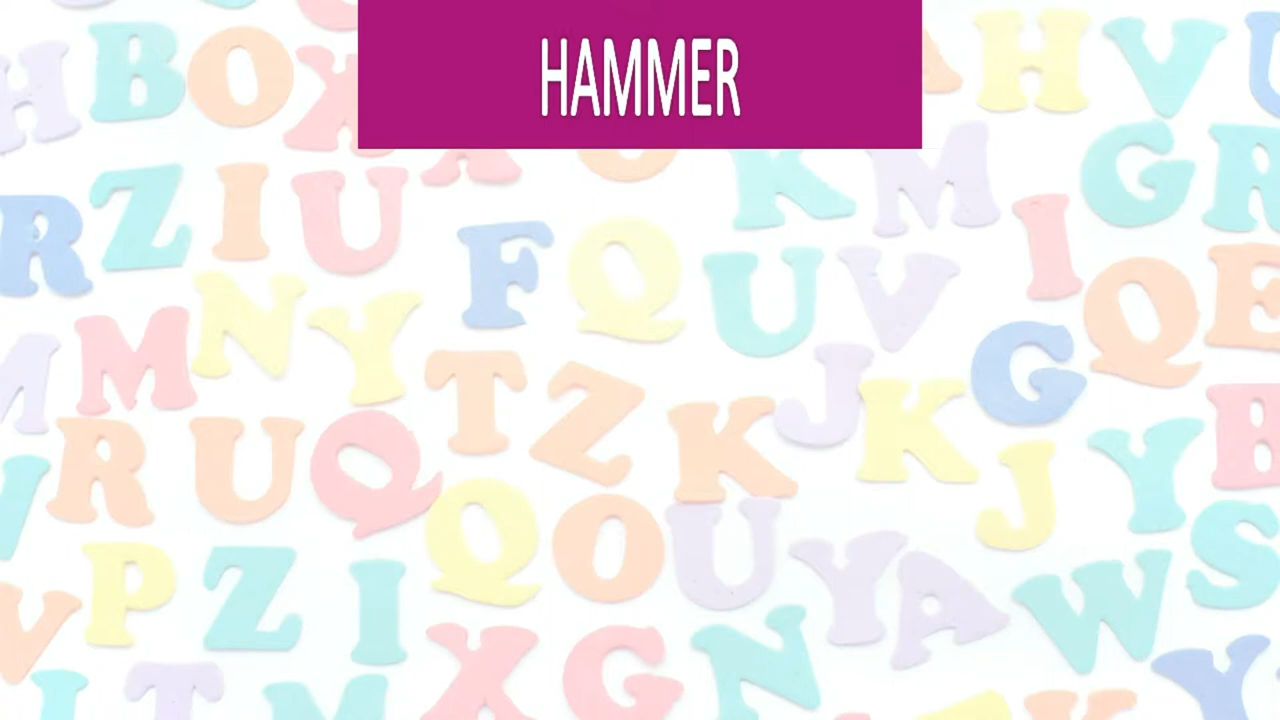 HAMMER
H B O X A H V U
R Z I U X O K M G R
F Q U V I Q E
M M N Y T Z J K G B
R U Q K J Y
V P Z I Q O U Y A W S
V T M X G N Y